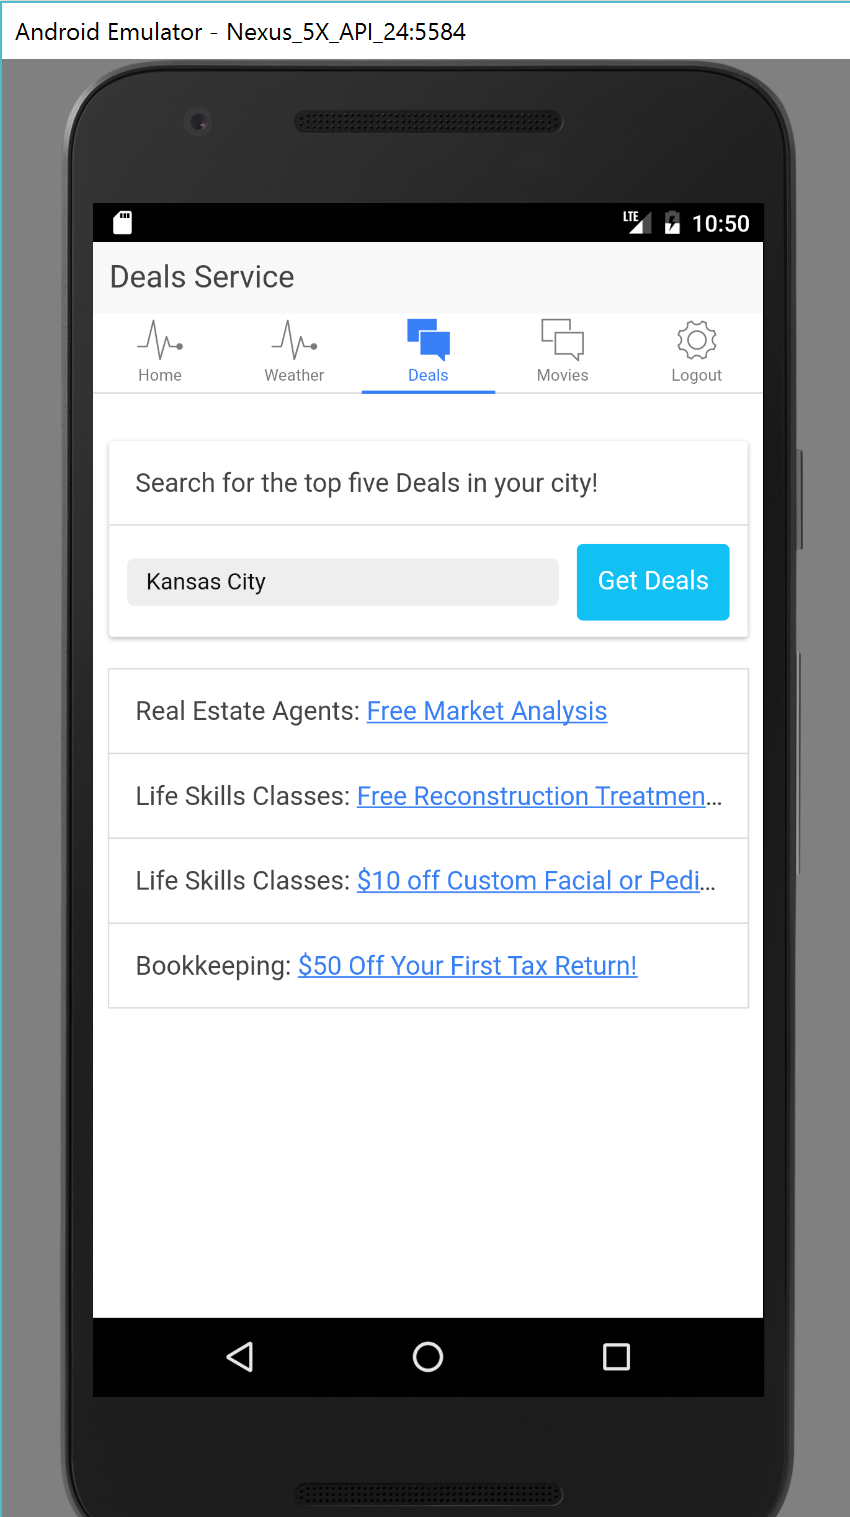 Android Emulator - Nexus_5X_API_24:5584
LTE 10:50
Deals Service
Home Weather Deals Movies Logout
Search for the top five Deals in your city!
Kansas City Get Deals
Real Estate Agents: Free Market Analysis
Life Skills Classes: Free Reconstruction Treatmen...
Life Skills Classes: $10 off Custom Facial or Pedi...
Bookkeeping: $50 Off Your First Tax Return!